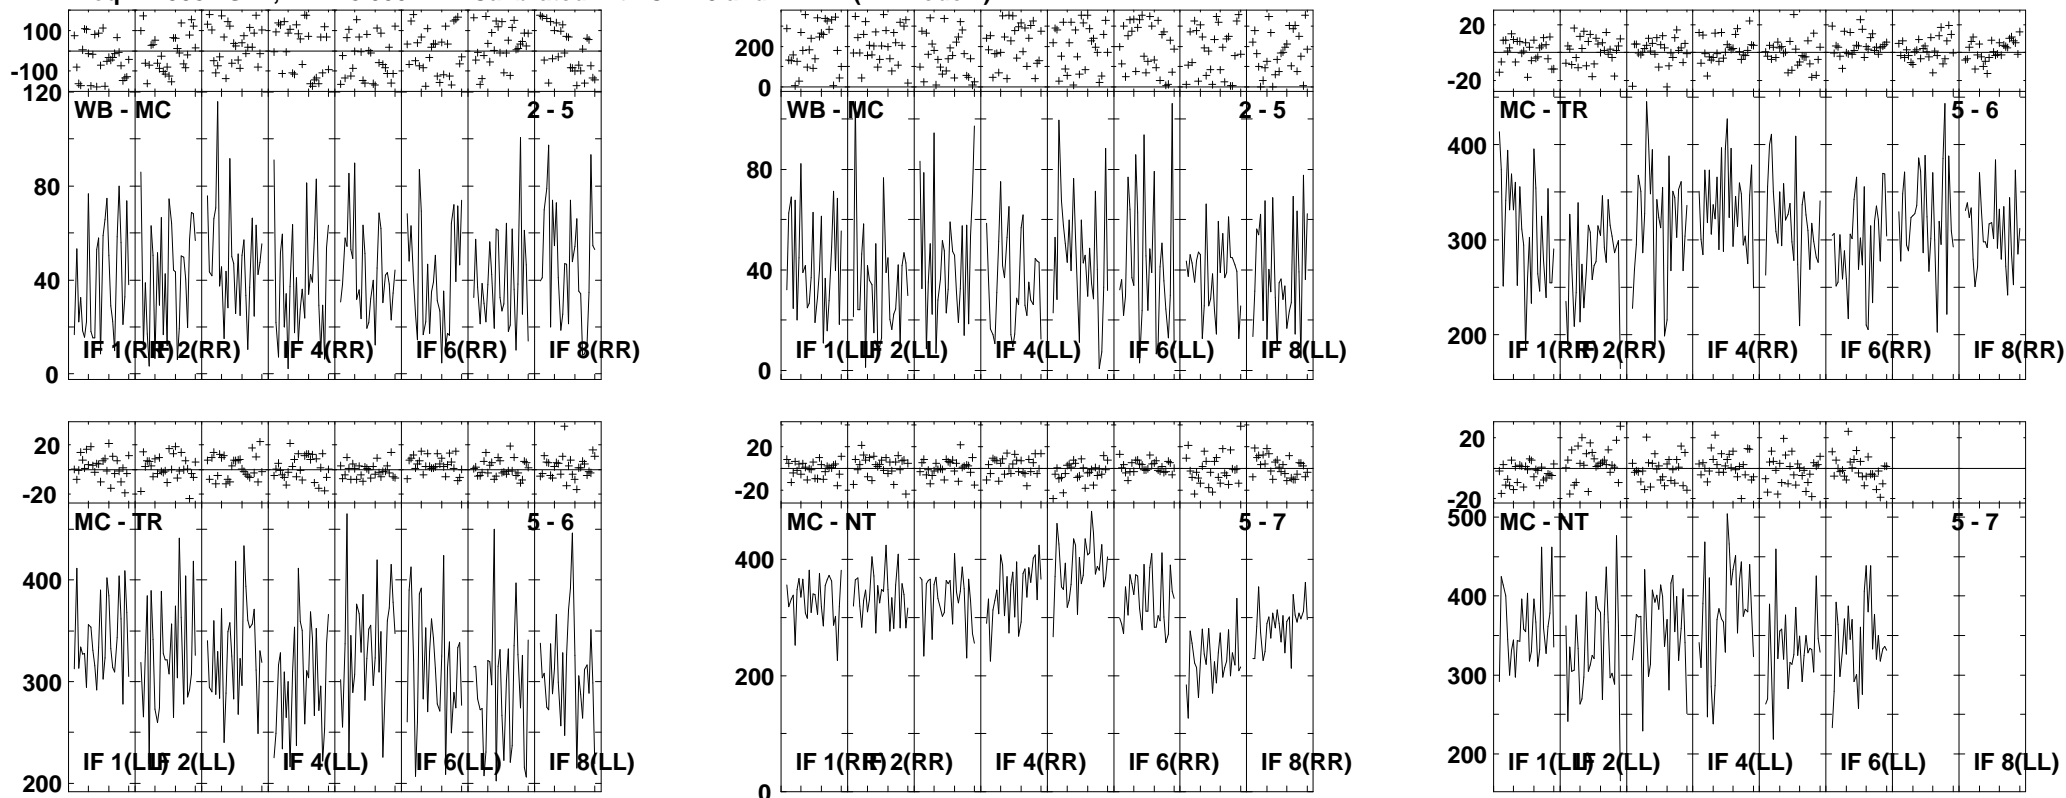 100
-100
120
WB - MC 2 - 5
80
40
IF 1(RR) IF 2(RR) IF 4(RR) IF 6(RR) IF 8(RR)
0
200
0
WB - MC 2 - 5
80
40
IF 1(LL) IF 2(LL) IF 4(LL) IF 6(LL) IF 8(LL)
0
20
-20
MC - TR 5 - 6
400
300
200
IF 1(RR) IF 2(RR) IF 4(RR) IF 6(RR) IF 8(RR)
20
-20
MC - TR 5 - 6
400
300
IF 1(LL) IF 2(LL) IF 4(LL) IF 6(LL) IF 8(LL)
200
20
-20
MC - NT 5 - 7
400
200
IF 1(RR) IF 2(RR) IF 4(RR) IF 6(RR) IF 8(RR)
0
20
-20
500
MC - NT 5 - 7
400
300
200
IF 1(LL) IF 2(LL) IF 4(LL) IF 6(LL) IF 8(LL)